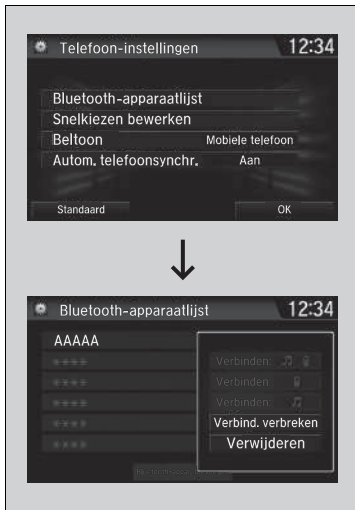 Telefoon-instellingen 12:34
Bluetooth-apparaatlijst
Snelkiezen bewerken
Beltoon Mobiele telefoon
Autom. telefoonsynchr. Aan
Standaard OK
Bluetooth-apparaatlijst 12:34
AAAAA
**** Verbinden:
**** Verbinden:
**** Verbinden:
**** Verbind. verbreken
**** Verwijderen